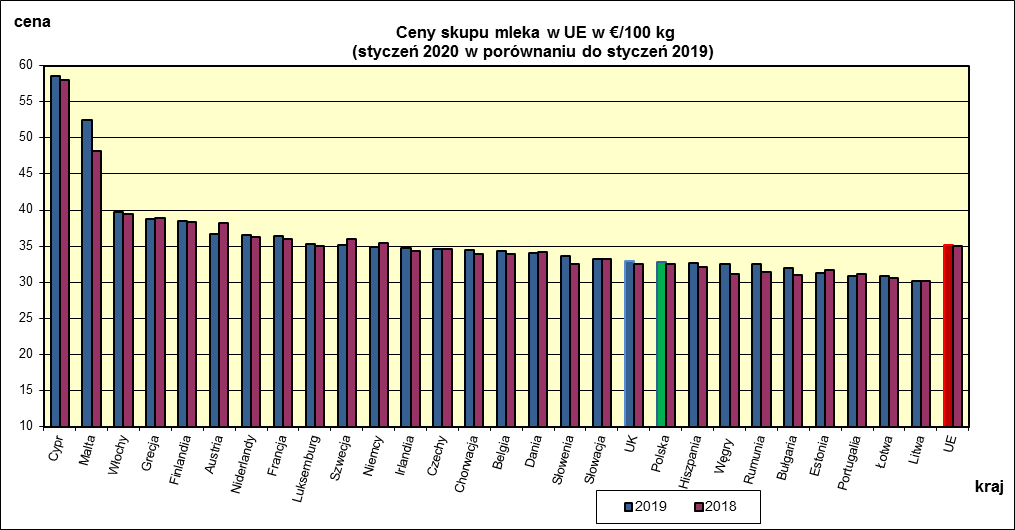 cena
Ceny skupu mleka w UE w €/100 kg
(styczeń 2020 w porównaniu do styczeń 2019)
60
55
50
45
40
35
30
25
20
15
10
Cypr
Malta
Włochy
Grecja
Finlandia
Austria
Niderlandy
Francja
Luksemburg
Szwecja
Niemcy
Irlandia
Czechy
Chorwacja
Belgia
Dania
Słowenia
Słowacja
UK
Polska
Hiszpania
Węgry
Rumunia
Bułgaria
Estonia
Portugalia
Łotwa
Litwa
UE
kraj
2019
2018